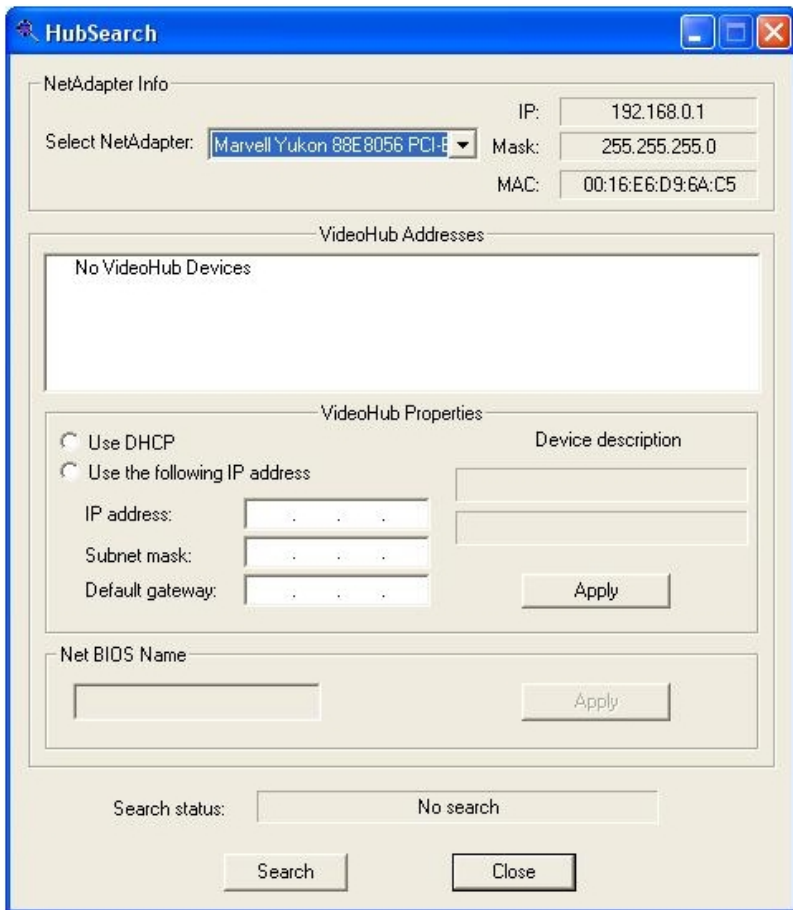 HubSearch
NetAdapter Info
Select NetAdapter: Marvell Yukon 88E8056 PCI-E
IP: 192.168.0.1
Mask: 255.255.255.0
MAC: 00:16:E6:D9:6A:C5
VideoHub Addresses
No VideoHub Devices
VideoHub Properties
Use DHCP
Use the following IP address
IP address: . . .
Subnet mask: . . .
Default gateway: . . .
Device description
Apply
Net BIOS Name
Apply
Search status: No search
Search Close